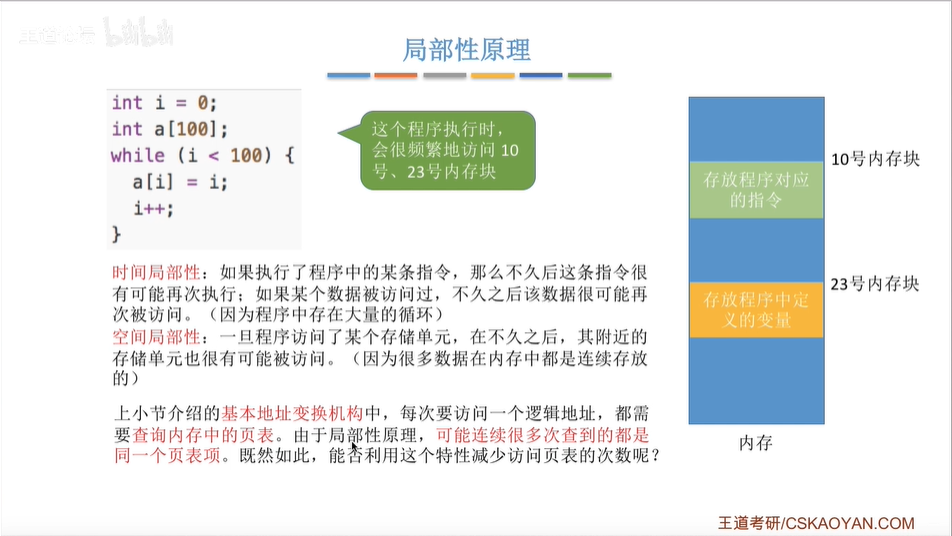 王道考研 bilibili
局部性原理
int i = 0;
int a[100];
while (i < 100) {
a[i] = i;
i++;
}
这个程序执行时，
会很频繁地访问 10
号、23号内存块
10号内存块
存放程序对应
的指令
23号内存块
存放程序中定
义的变量
内存
时间局部性：如果执行了程序中的某条指令，那么不久后这条指令很
有可能再次执行；如果某个数据被访问过，不久之后该数据很可能再
次被访问。（因为程序中存在大量的循环）
空间局部性：一旦程序访问了某个存储单元，在不久之后，其附近的
存储单元也很有可能被访问。（因为很多数据在内存中都是连续存放
的）
上小节介绍的基本地址变换机构中，每次要访问一个逻辑地址，都需
要查询内存中的页表。由于局部性原理，可能连续很多次查到的都是
同一个页表项。既然如此，能否利用这个特性减少访问页表的次数呢？
王道考研/CSKAOYAN.COM